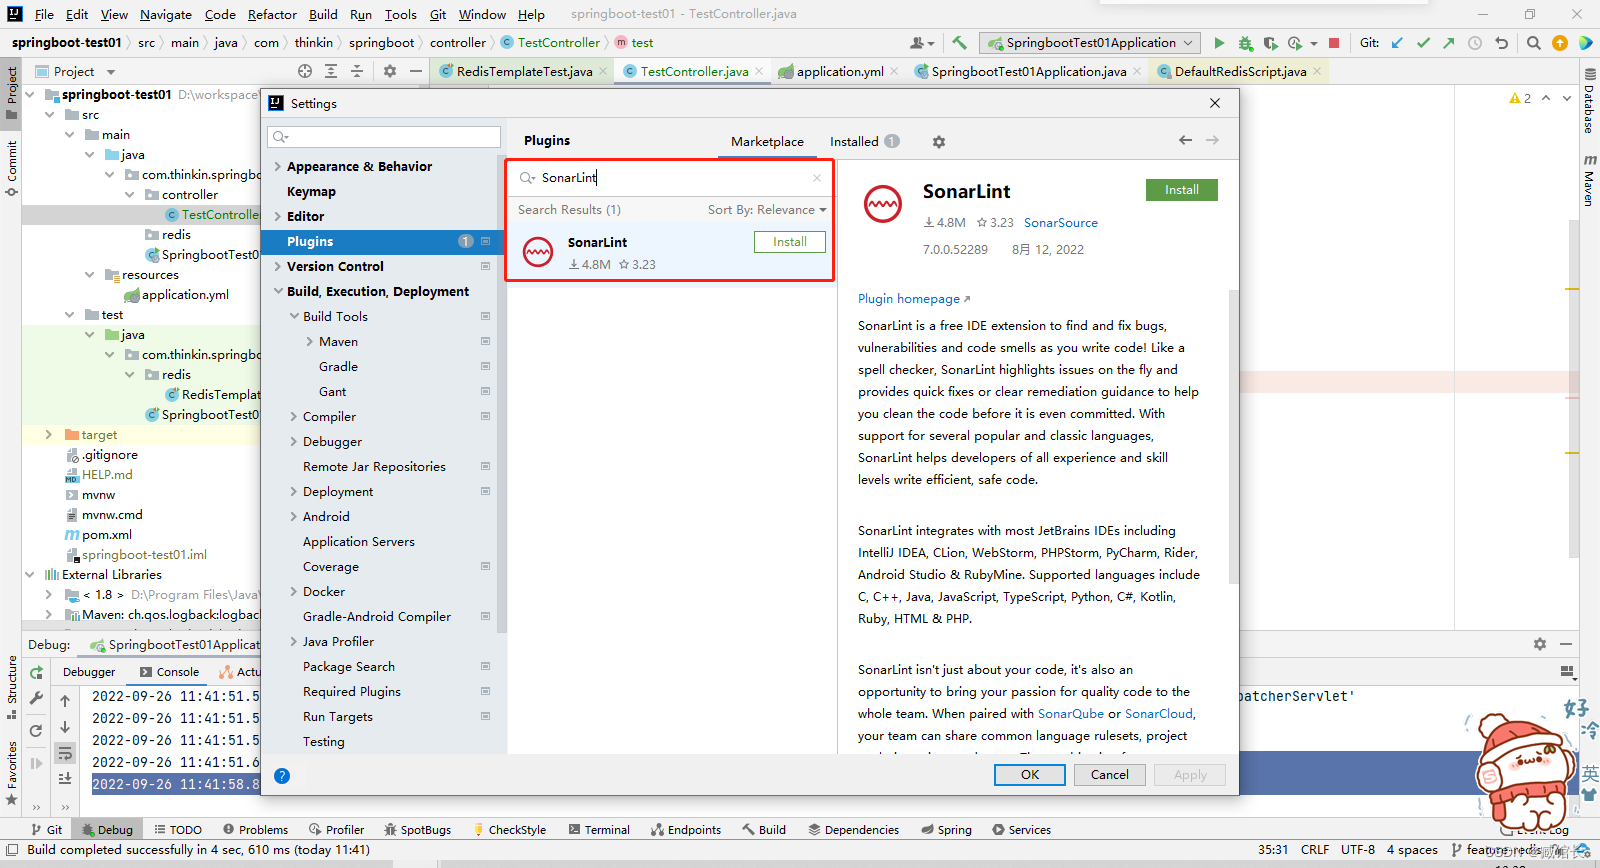 File Edit View Navigate Code Refactor Build Run Tools Git Window Help springboot-test01 - TestController.java
springboot-test01 src main java com thinkin springboot controller TestController test SpringbootTest01Application Git:
Project RedisTemplateTest.java TestController.java application.yml SpringbootTest01Application.java DefaultRedisScript.java
Project
Commit
Structure
Favorites
Database
Maven
2
springboot-test01 D:\workspace\
src
main
java
com.thinkin.springbo
controller
TestController
redis
SpringbootTest0
resources
application.yml
test
java
com.thinkin.springbo
redis
RedisTemplat
SpringbootTest0
target
.gitignore
HELP.md
mvnw
mvnw.cmd
pom.xml
springboot-test01.iml
External Libraries
< 1.8 > D:\Program Files\Java\
Maven: ch.qos.logback:logback
Settings
Appearance & Behavior
Keymap
Editor
Plugins 1
Version Control
Build, Execution, Deployment
Build Tools
Maven
Gradle
Gant
Compiler
Debugger
Remote Jar Repositories
Deployment
Android
Application Servers
Coverage
Docker
Gradle-Android Compiler
Java Profiler
Package Search
Required Plugins
Run Targets
Testing
Plugins Marketplace Installed 1
SonarLint
Search Results (1) Sort By: Relevance
SonarLint
4.8M 3.23
Install
SonarLint
Install
4.8M 3.23 SonarSource
7.0.0.52289 8月 12, 2022
Plugin homepage
SonarLint is a free IDE extension to find and fix bugs,
vulnerabilities and code smells as you write code! Like a
spell checker, SonarLint highlights issues on the fly and
provides quick fixes or clear remediation guidance to help
you clean the code before it is even committed. With
support for several popular and classic languages,
SonarLint helps developers of all experience and skill
levels write efficient, safe code.
SonarLint integrates with most JetBrains IDEs including
IntelliJ IDEA, CLion, WebStorm, PHPStorm, PyCharm, Rider,
Android Studio & RubyMine. Supported languages include
C, C++, Java, JavaScript, TypeScript, Python, C#, Kotlin,
Ruby, HTML & PHP.
SonarLint isn't just about your code, it's also an
opportunity to bring your passion for quality code to the
whole team. When paired with SonarQube or SonarCloud,
your team can share common language rulesets, project
OK Cancel Apply
Debug: SpringbootTest01Applicat
Debugger Console Actu
2022-09-26 11:41:51.5
2022-09-26 11:41:51.5
2022-09-26 11:41:51.5
2022-09-26 11:41:51.6
2022-09-26 11:41:58.8
patcherServlet'
好冷
英
Git Debug TODO Problems Profiler SpotBugs CheckStyle Terminal Endpoints Build Dependencies Spring Services Event Log
Build completed successfully in 4 sec, 610 ms (today 11:41) 35:31 CRLF UTF-8 4 spaces feature-redis